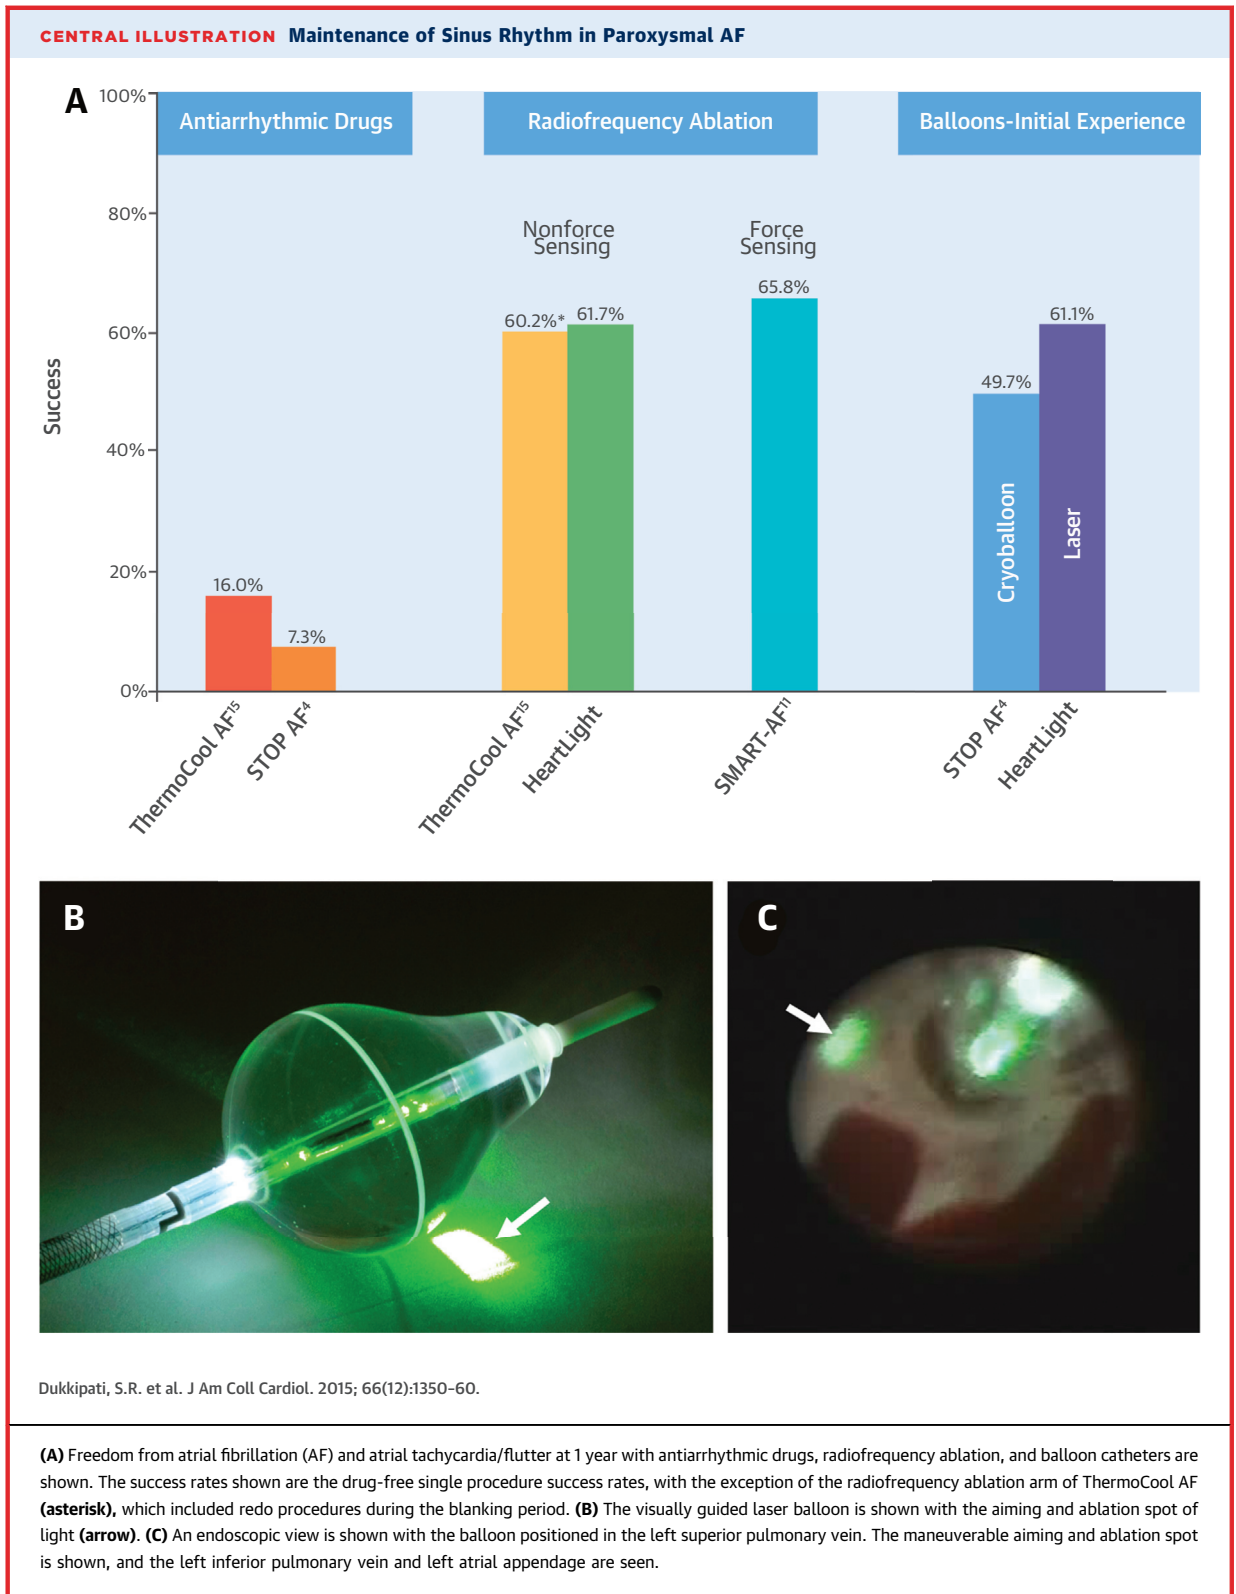 CENTRAL ILLUSTRATION Maintenance of Sinus Rhythm in Paroxysmal AF
A
Antiarrhythmic Drugs
Radiofrequency Ablation
Balloons-Initial Experience
Success
100%
80%
60%
40%
20%
0%
Nonforce
Sensing
Force
Sensing
16.0%
7.3%
60.2%*
61.7%
65.8%
49.7%
61.1%
Cryoballoon
Laser
ThermoCool AF¹⁵
STOP AF⁴
ThermoCool AF¹⁵
HeartLight
SMART-AF¹¹
STOP AF⁴
HeartLight
B
C
Dukkipati, S.R. et al. J Am Coll Cardiol. 2015; 66(12):1350–60.
(A) Freedom from atrial fibrillation (AF) and atrial tachycardia/flutter at 1 year with antiarrhythmic drugs, radiofrequency ablation, and balloon catheters are
shown. The success rates shown are the drug-free single procedure success rates, with the exception of the radiofrequency ablation arm of ThermoCool AF
(asterisk), which included redo procedures during the blanking period. (B) The visually guided laser balloon is shown with the aiming and ablation spot of
light (arrow). (C) An endoscopic view is shown with the balloon positioned in the left superior pulmonary vein. The maneuverable aiming and ablation spot
is shown, and the left inferior pulmonary vein and left atrial appendage are seen.